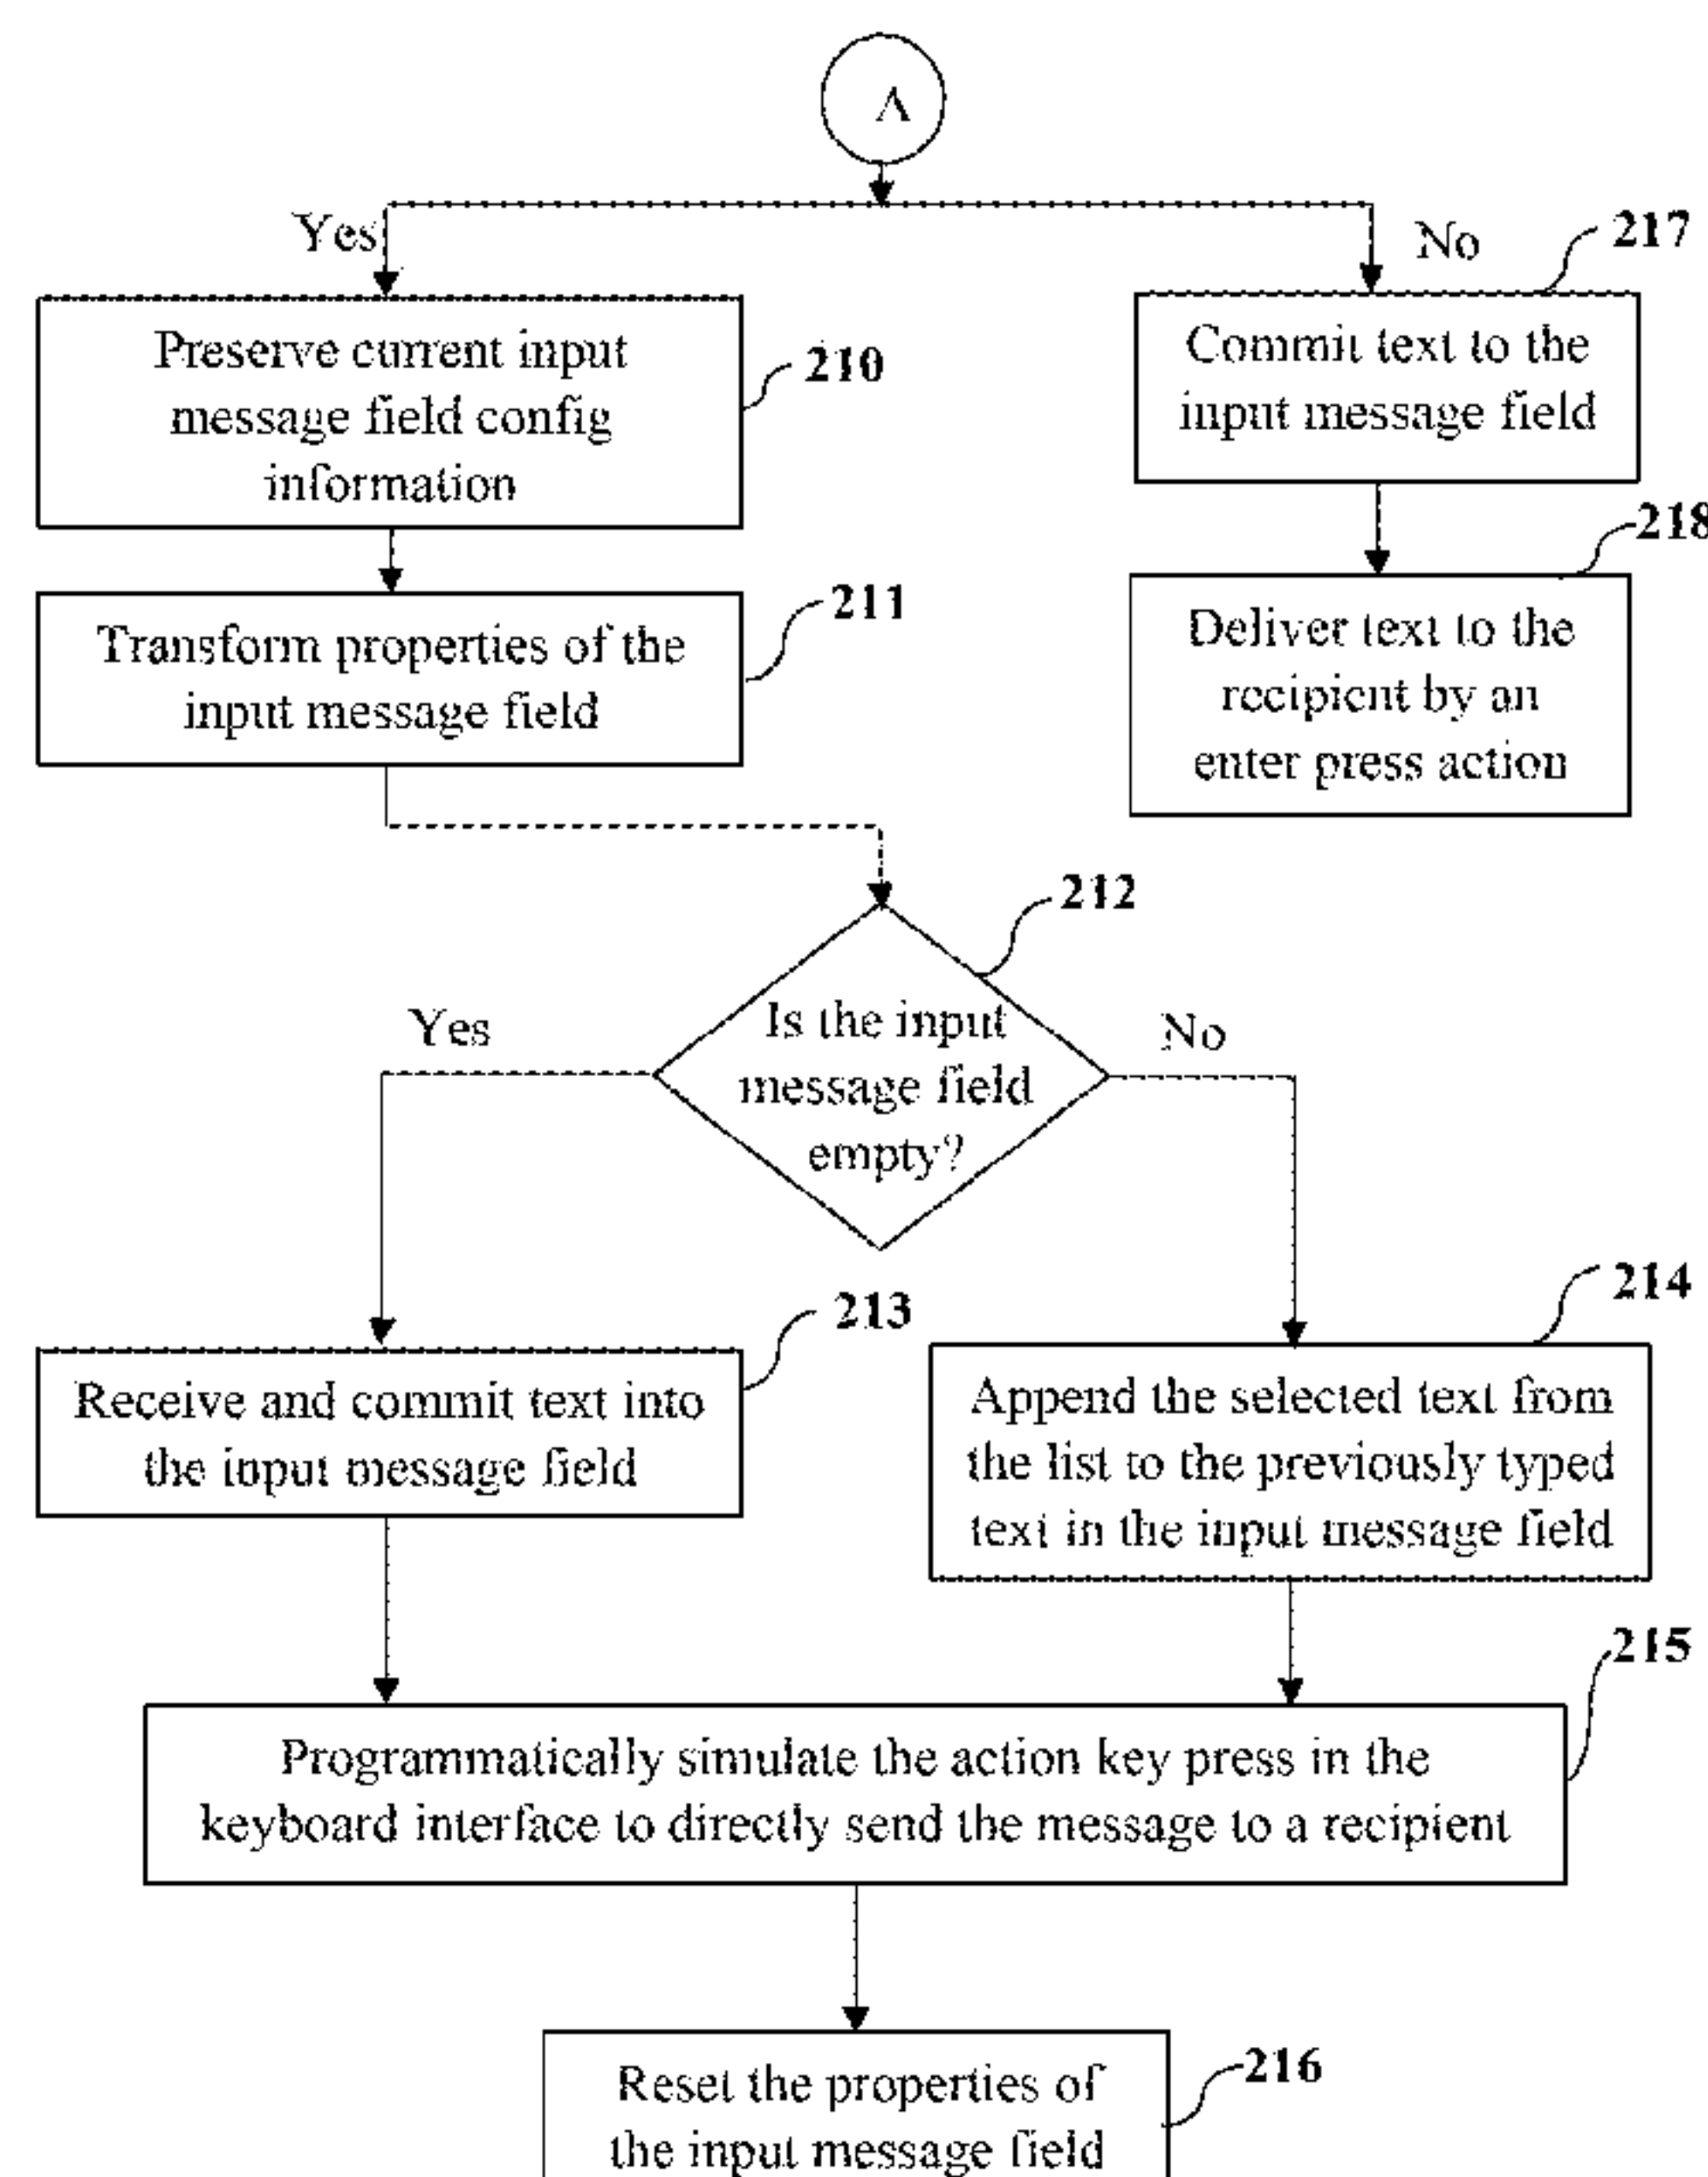 A
Yes
No
217
Preserve current input
message field config
information
210
Commit text to the
input message field
218
Transform properties of the
input message field
211
Deliver text to the
recipient by an
enter press action
212
Is the input
message field
empty?
Yes
No
213
Receive and commit text into
the input message field
214
Append the selected text from
the list to the previously typed
text in the input message field
215
Programmatically simulate the action key press in the
keyboard interface to directly send the message to a recipient
Reset the properties of
the input message field
216